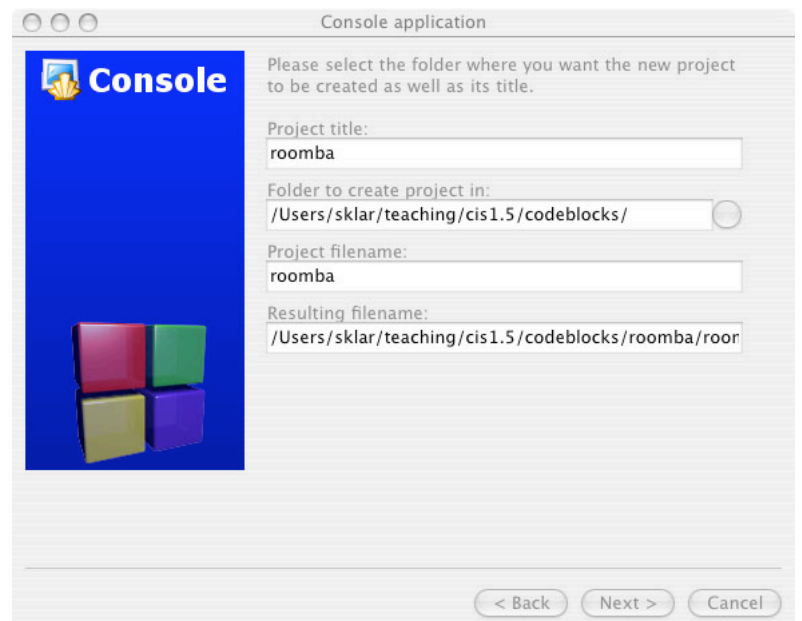 Console application
Console
Please select the folder where you want the new project
to be created as well as its title.
Project title:
roomba
Folder to create project in:
/Users/sklar/teaching/cis1.5/codeblocks/
Project filename:
roomba
Resulting filename:
/Users/sklar/teaching/cis1.5/codeblocks/roomba/roor
< Back
Next >
Cancel